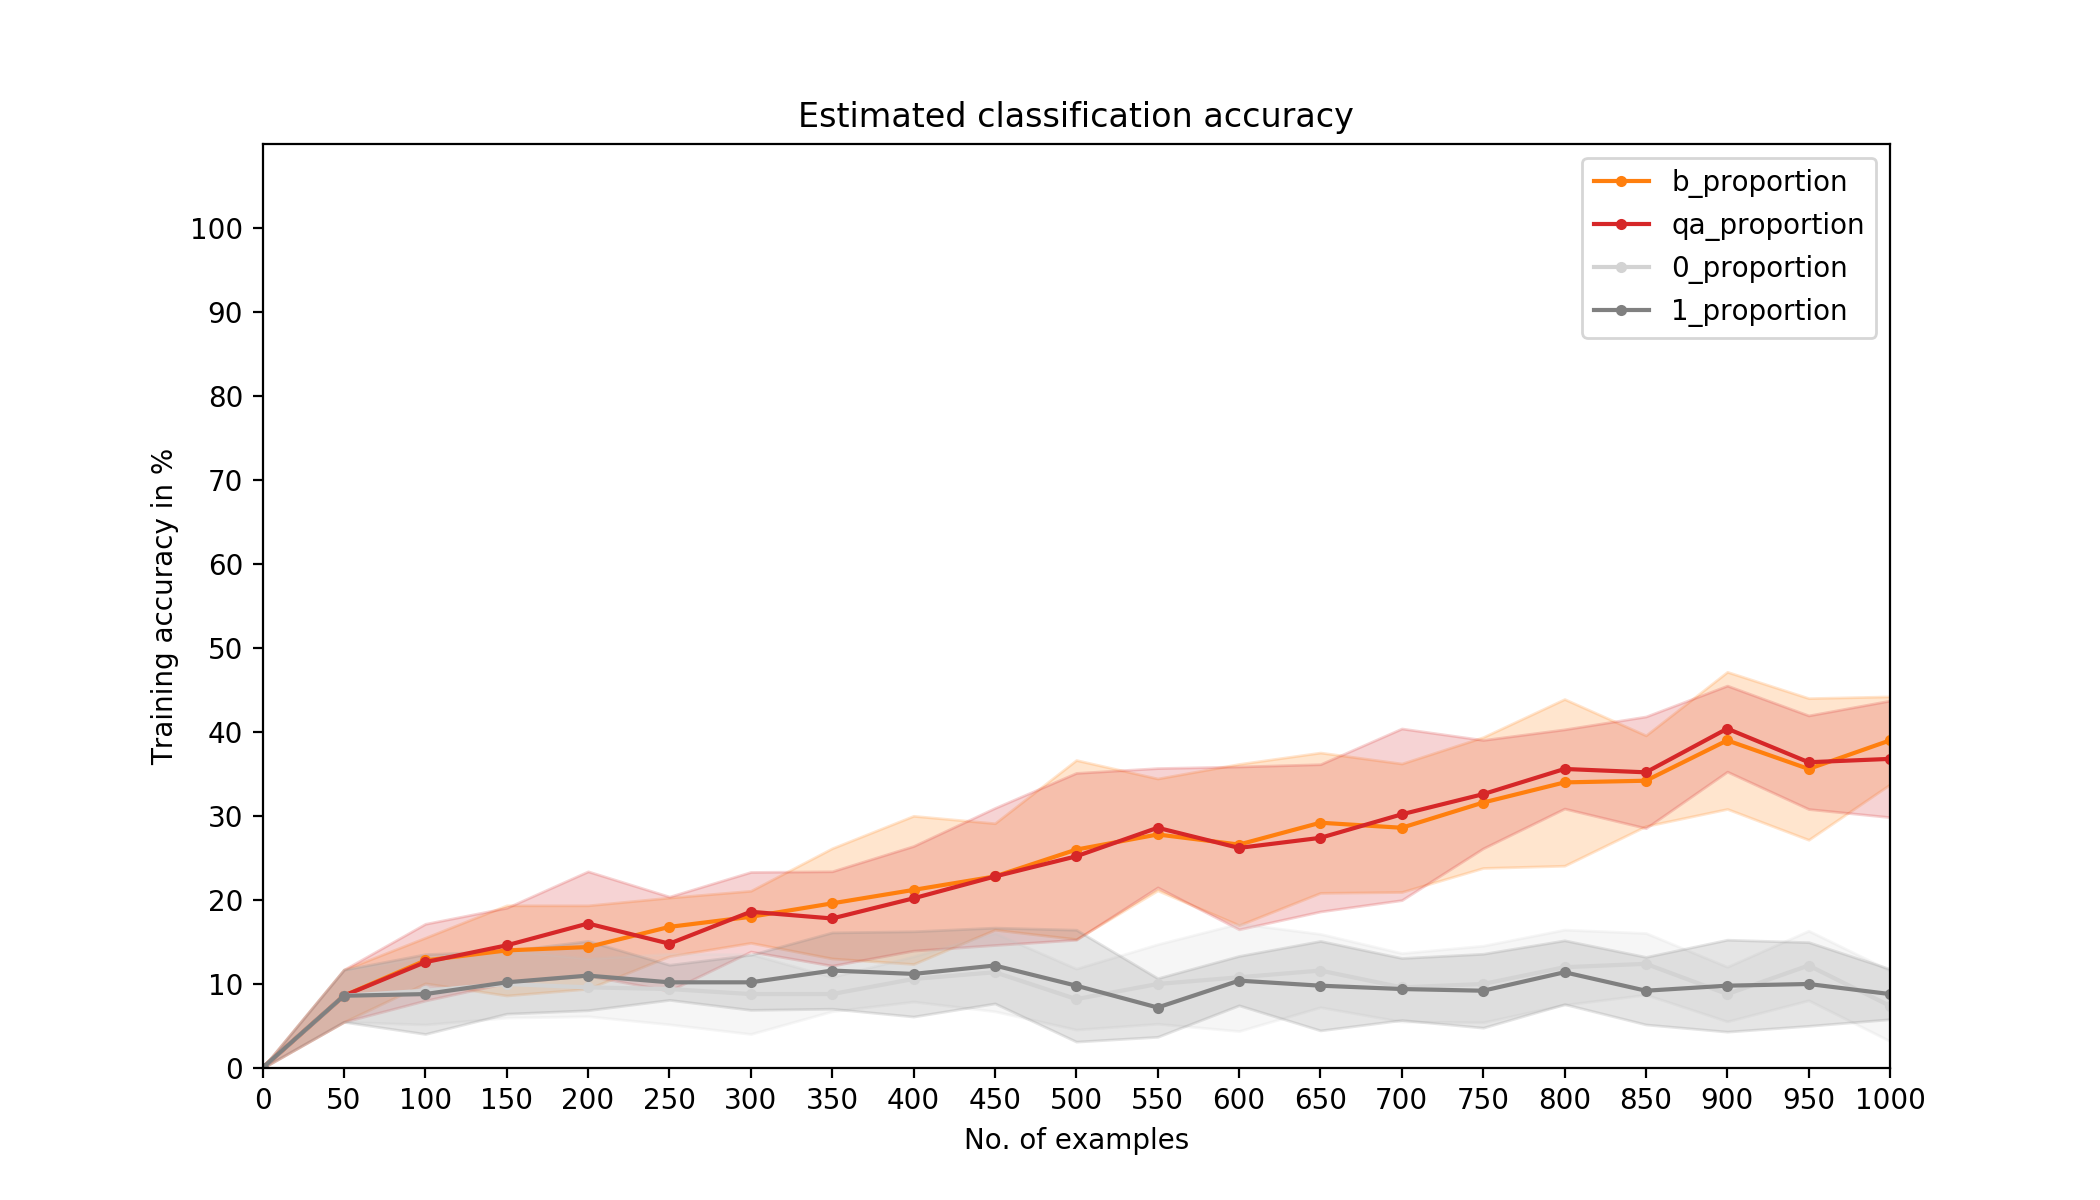 Estimated classification accuracy
b_proportion
qa_proportion
0_proportion
1_proportion
100
90
80
70
60
50
40
30
20
10
0
Training accuracy in %
0 50 100 150 200 250 300 350 400 450 500 550 600 650 700 750 800 850 900 950 1000
No. of examples